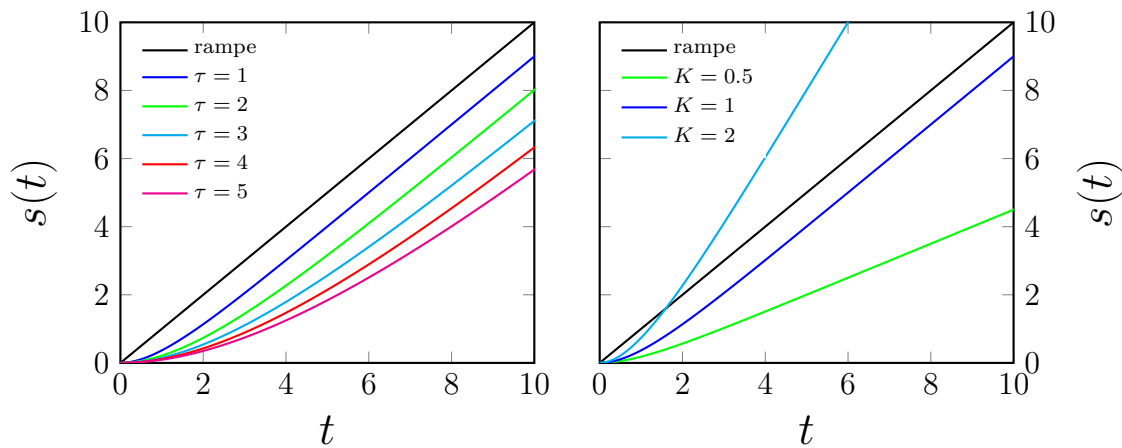 10
8
6
4
2
0
s(t)
rampe
τ = 1
τ = 2
τ = 3
τ = 4
τ = 5
0 2 4 6 8 10
t
rampe
K = 0.5
K = 1
K = 2
0 2 4 6 8 10
t
10
8
6
4
2
0
s(t)